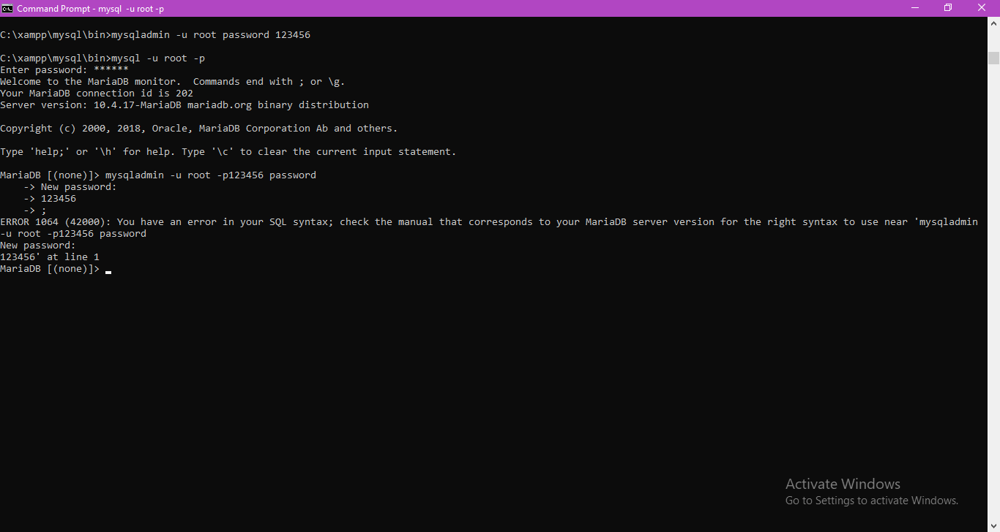 Command Prompt - mysql -u root -p
C:\xampp\mysql\bin>mysqladmin -u root password 123456
C:\xampp\mysql\bin>mysql -u root -p
Enter password: ******
Welcome to the MariaDB monitor.  Commands end with ; or \g.
Your MariaDB connection id is 202
Server version: 10.4.17-MariaDB mariadb.org binary distribution
Copyright (c) 2000, 2018, Oracle, MariaDB Corporation Ab and others.
Type 'help;' or '\h' for help. Type '\c' to clear the current input statement.
MariaDB [(none)]> mysqladmin -u root -p123456 password
    -> New password:
    -> 123456
    -> ;
ERROR 1064 (42000): You have an error in your SQL syntax; check the manual that corresponds to your MariaDB server version for the right syntax to use near 'mysqladmin
-u root -p123456 password
New password:
123456' at line 1
MariaDB [(none)]> _
Activate Windows
Go to Settings to activate Windows.